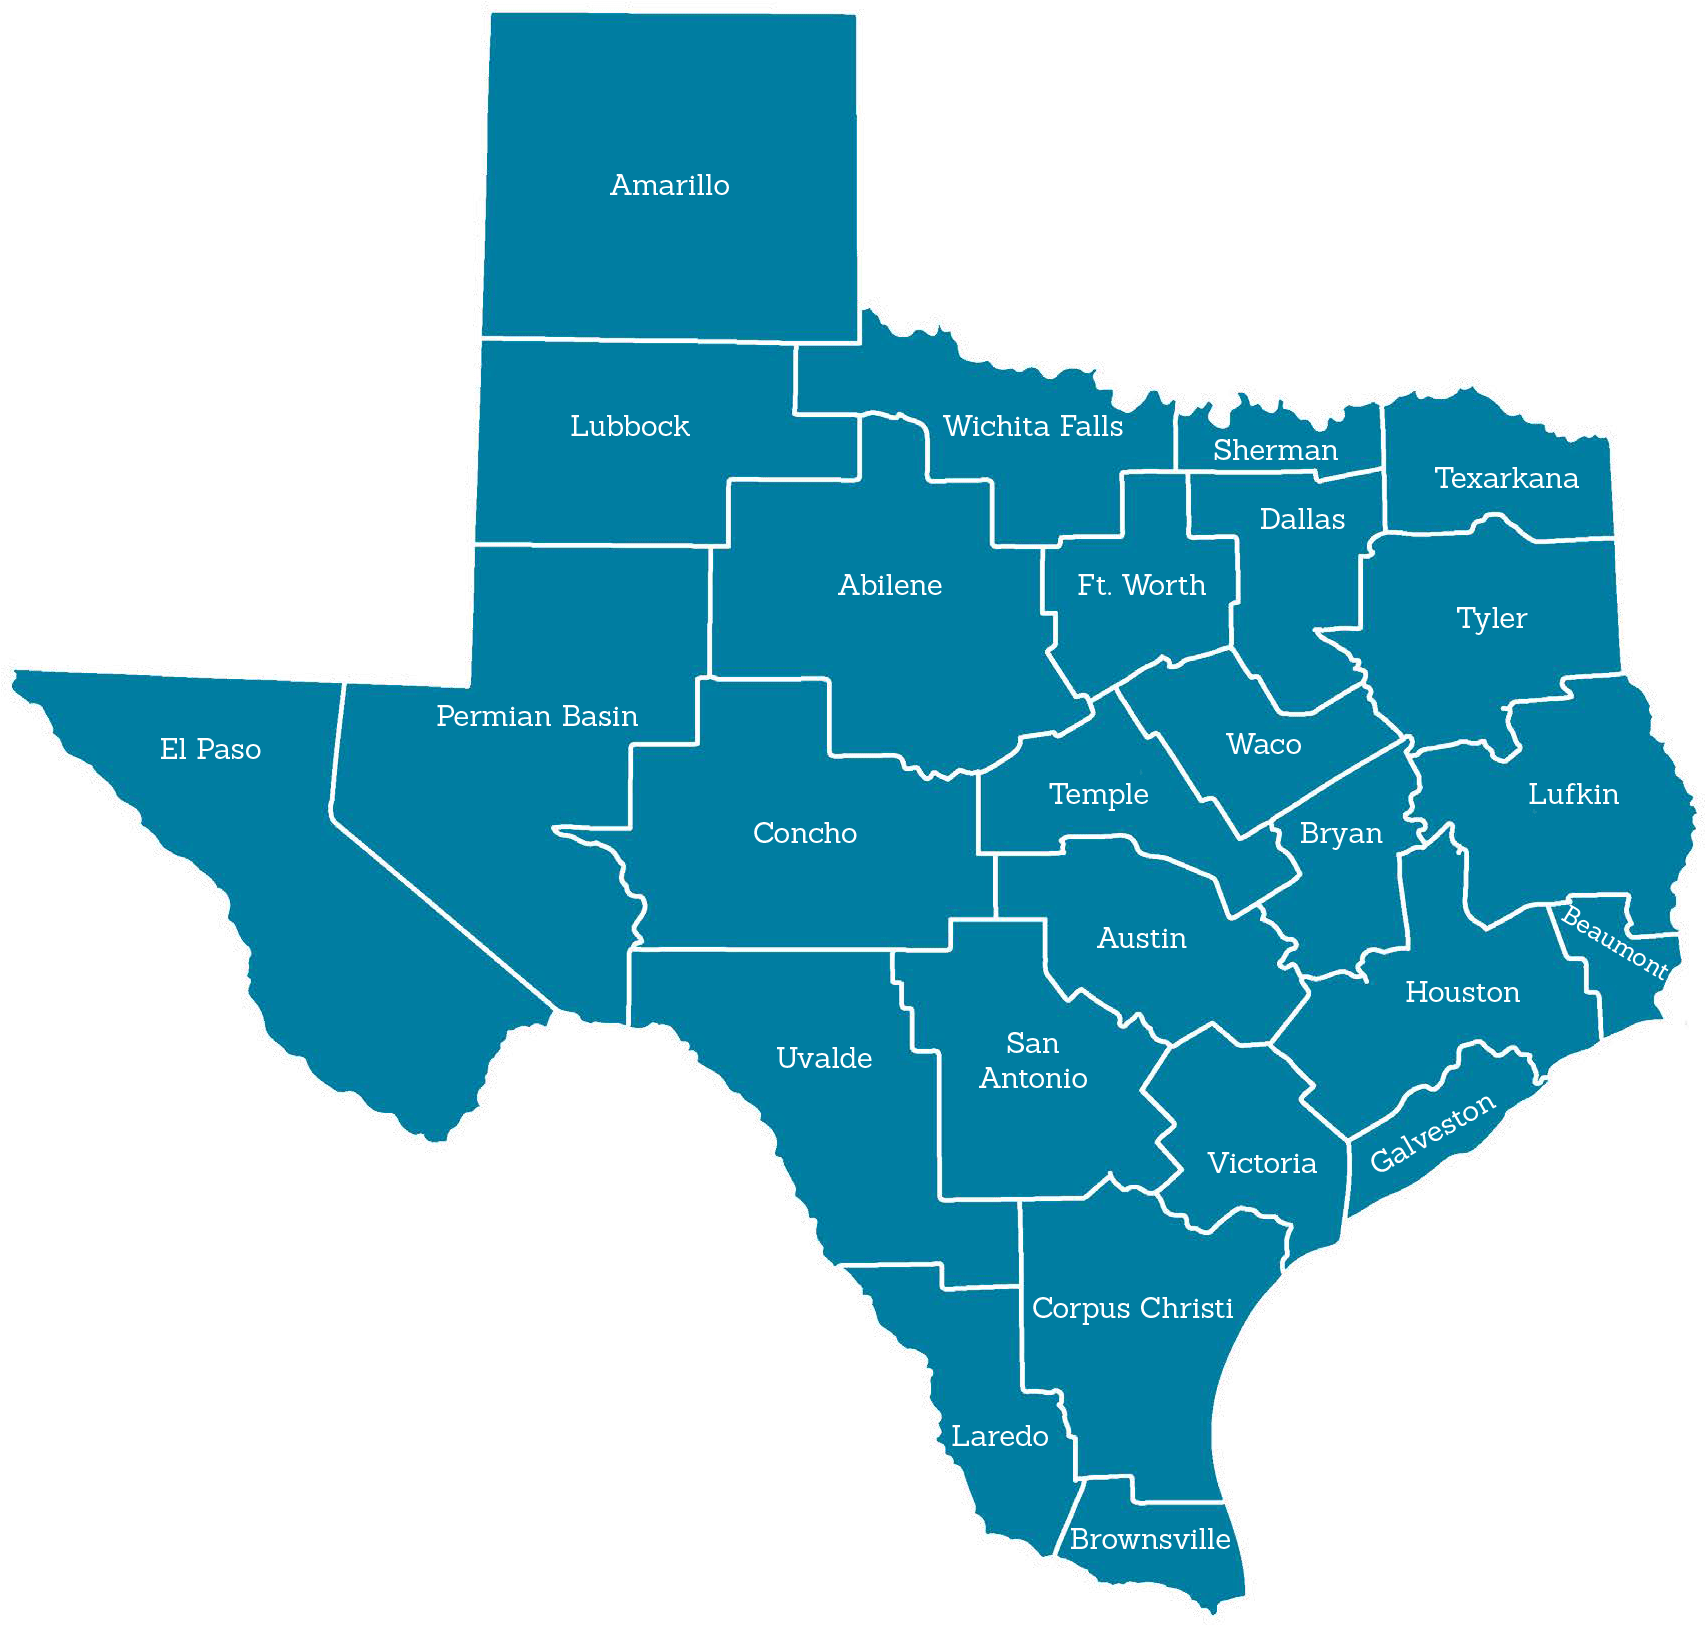 Amarillo
Lubbock
Wichita Falls
Sherman
Texarkana
Dallas
Abilene
Ft. Worth
Tyler
Permian Basin
El Paso
Waco
Temple
Lufkin
Concho
Bryan
Beaumont
Austin
Houston
San
Antonio
Uvalde
Galveston
Victoria
Corpus Christi
Laredo
Brownsville